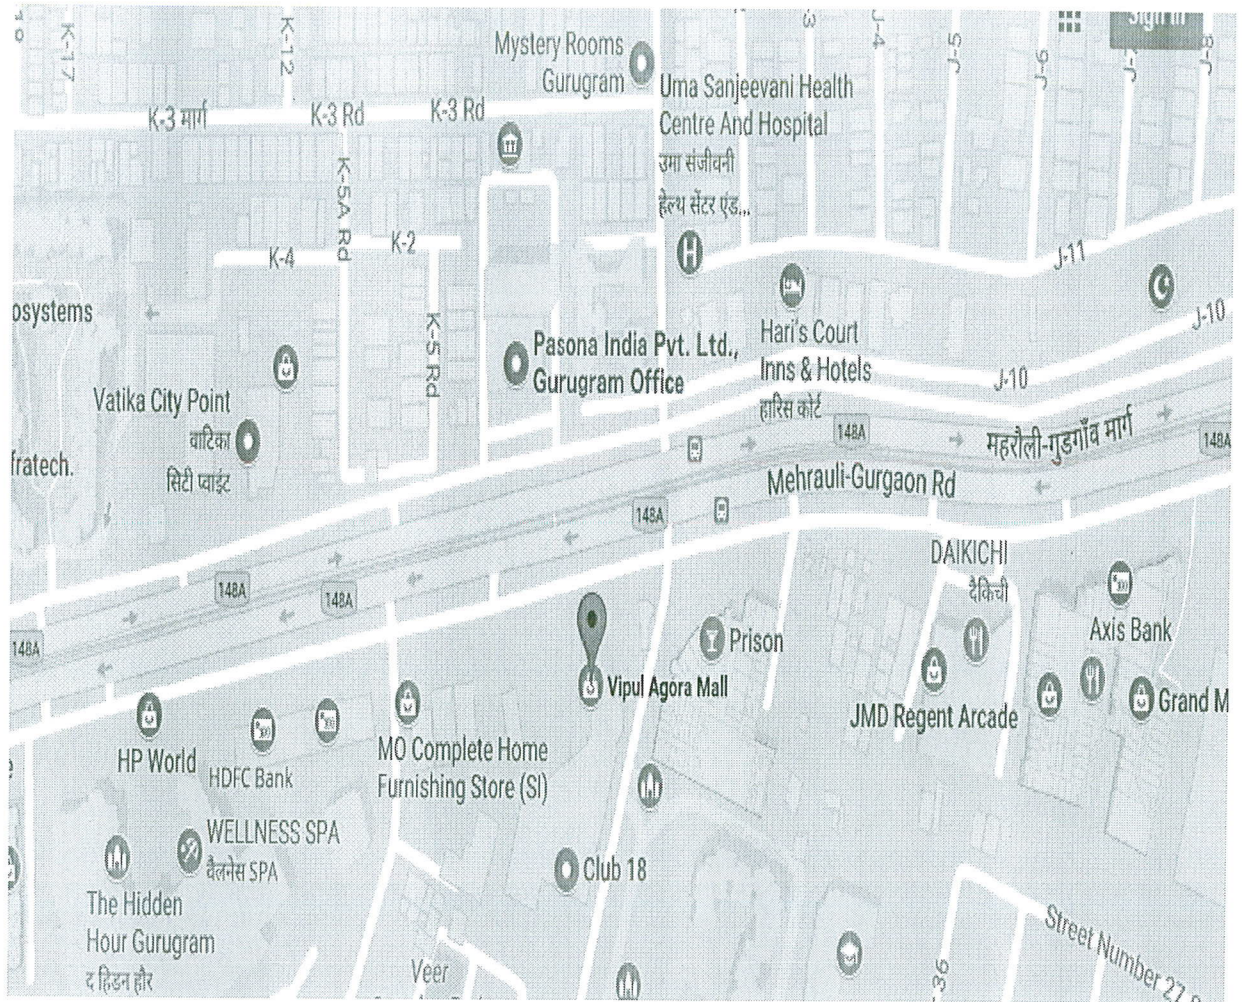 K-17
K-12
J-4
J-5
J-6
Sign in
Mystery Rooms
Gurugram
Uma Sanjeevani Health
Centre And Hospital
उमा संजीवनी
हेल्थ सेंटर एंड...
K-3 मार्ग
K-3 Rd
K-3 Rd
K-5A Rd
K-4
K-2
K-5 Rd
J-11
J-10
J-10
osystems
Hari's Court
Inns & Hotels
हारिस कोर्ट
Pasona India Pvt. Ltd.,
Gurugram Office
Vatika City Point
वाटिका
सिटी प्वाइंट
fratech.
148A
महरौली-गुड़गाँव मार्ग
148A
Mehrauli-Gurgaon Rd
148A
148A
148A
148A
DAIKICHI
दैकिची
Axis Bank
Prison
Vipul Agora Mall
JMD Regent Arcade
Grand M
HP World
HDFC Bank
MO Complete Home
Furnishing Store (SI)
WELLNESS SPA
वैलनेस SPA
Club 18
The Hidden
Hour Gurugram
द हिडन हौर
Veer
Street Number 27
-36